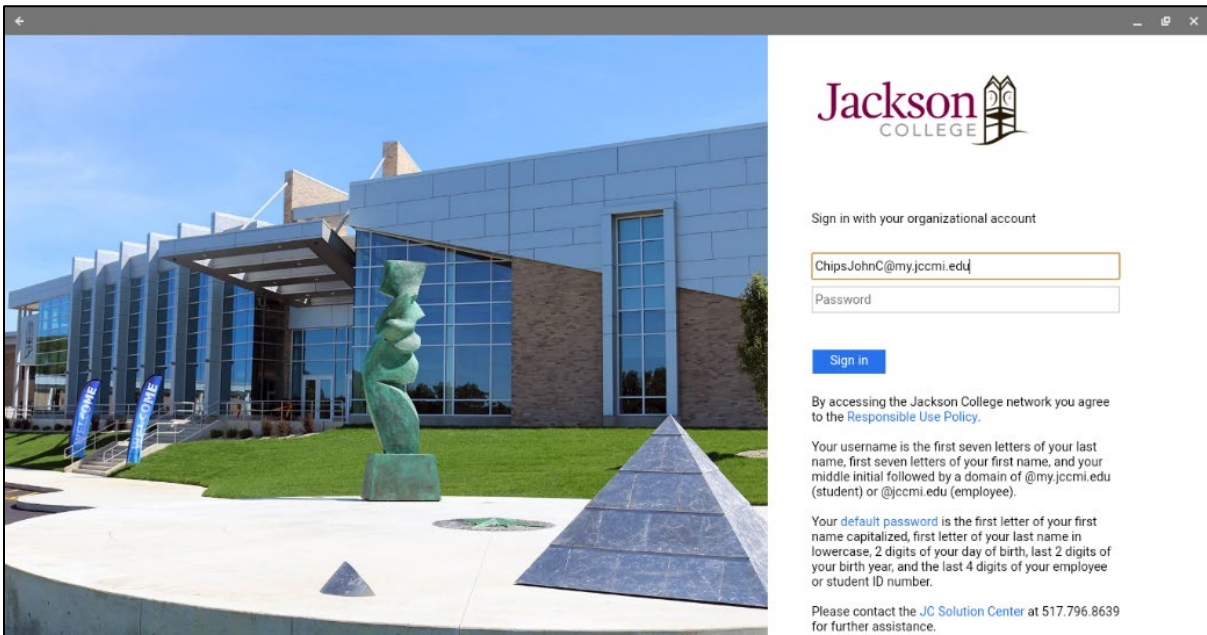 Jackson
COLLEGE
Sign in with your organizational account
ChipsJohnC@my.jccmi.edu
Password
Sign in
By accessing the Jackson College network you agree
to the Responsible Use Policy.
Your username is the first seven letters of your last
name, first seven letters of your first name, and your
middle initial followed by a domain of @my.jccmi.edu
(student) or @jccmi.edu (employee).
Your default password is the first letter of your first
name capitalized, first letter of your last name in
lowercase, 2 digits of your day of birth, last 2 digits of
your birth year, and the last 4 digits of your employee
or student ID number.
Please contact the JC Solution Center at 517.796.8639
for further assistance.
WELCOME
WELCOME